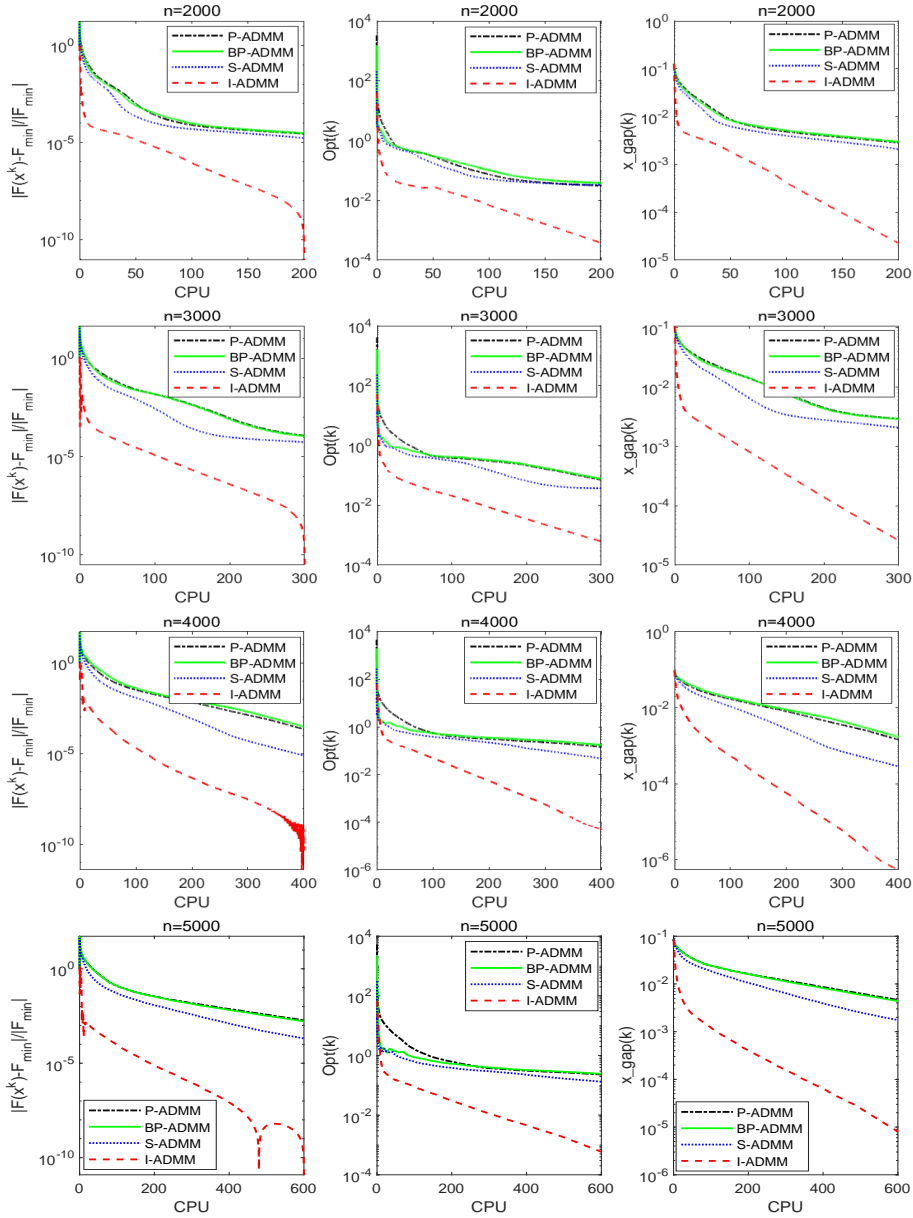 n=2000
|F(x^k)-F_min|/|F_min|
10^0
10^-5
10^-10
P-ADMM
BP-ADMM
S-ADMM
I-ADMM
0 50 100 150 200
CPU
n=2000
Opt(k)
10^4
10^2
10^0
10^-2
10^-4
P-ADMM
BP-ADMM
S-ADMM
I-ADMM
0 50 100 150 200
CPU
n=2000
x_gap(k)
10^0
10^-1
10^-2
10^-3
10^-4
10^-5
P-ADMM
BP-ADMM
S-ADMM
I-ADMM
0 50 100 150 200
CPU
n=3000
|F(x^k)-F_min|/|F_min|
10^0
10^-5
10^-10
P-ADMM
BP-ADMM
S-ADMM
I-ADMM
0 100 200 300
CPU
n=3000
Opt(k)
10^4
10^2
10^0
10^-2
10^-4
P-ADMM
BP-ADMM
S-ADMM
I-ADMM
0 100 200 300
CPU
n=3000
x_gap(k)
10^-1
10^-2
10^-3
10^-4
10^-5
P-ADMM
BP-ADMM
S-ADMM
I-ADMM
0 100 200 300
CPU
n=4000
|F(x^k)-F_min|/|F_min|
10^0
10^-5
10^-10
P-ADMM
BP-ADMM
S-ADMM
I-ADMM
0 100 200 300 400
CPU
n=4000
Opt(k)
10^4
10^2
10^0
10^-2
10^-4
10^-6
P-ADMM
BP-ADMM
S-ADMM
I-ADMM
0 100 200 300 400
CPU
n=4000
x_gap(k)
10^0
10^-2
10^-4
10^-6
P-ADMM
BP-ADMM
S-ADMM
I-ADMM
0 100 200 300 400
CPU
n=5000
|F(x^k)-F_min|/|F_min|
10^0
10^-5
10^-10
P-ADMM
BP-ADMM
S-ADMM
I-ADMM
0 200 400 600
CPU
n=5000
Opt(k)
10^4
10^2
10^0
10^-2
10^-4
P-ADMM
BP-ADMM
S-ADMM
I-ADMM
0 200 400 600
CPU
n=5000
x_gap(k)
10^-1
10^-2
10^-3
10^-4
10^-5
10^-6
P-ADMM
BP-ADMM
S-ADMM
I-ADMM
0 200 400 600
CPU